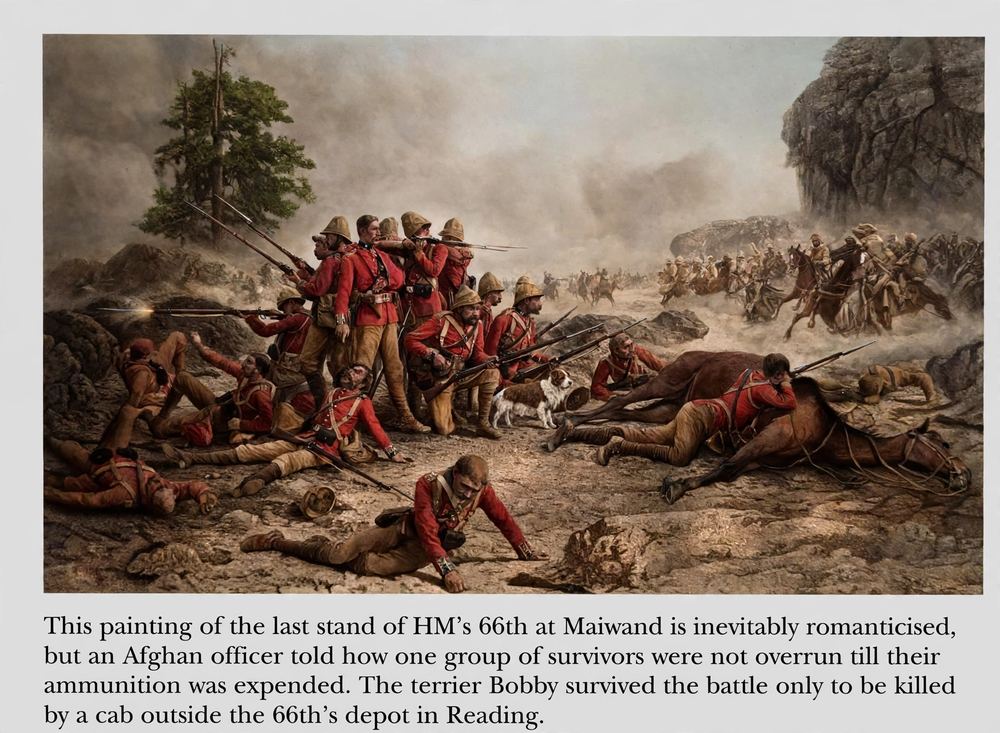 This painting of the last stand of HM's 66th at Maiwand is inevitably romanticised,
but an Afghan officer told how one group of survivors were not overrun till their
ammunition was expended. The terrier Bobby survived the battle only to be killed
by a cab outside the 66th's depot in Reading.